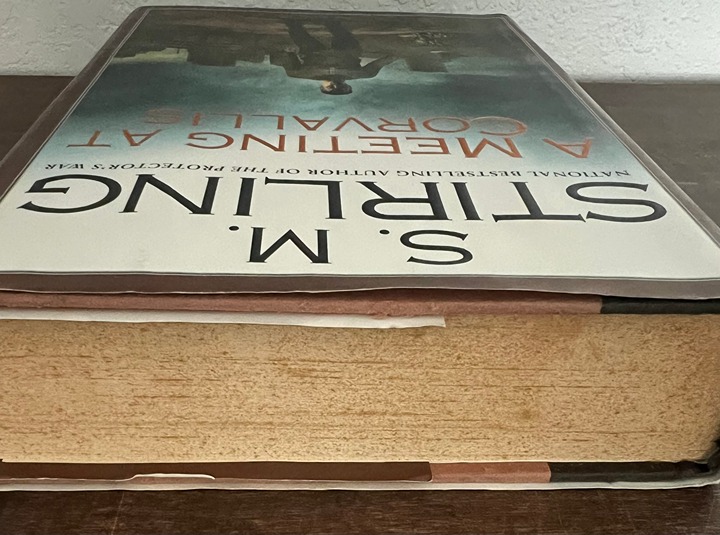 S. M.
STIRLING
NATIONAL BESTSELLING AUTHOR OF THE PROTECTOR'S WAR
A MEETING AT
CORVALLIS